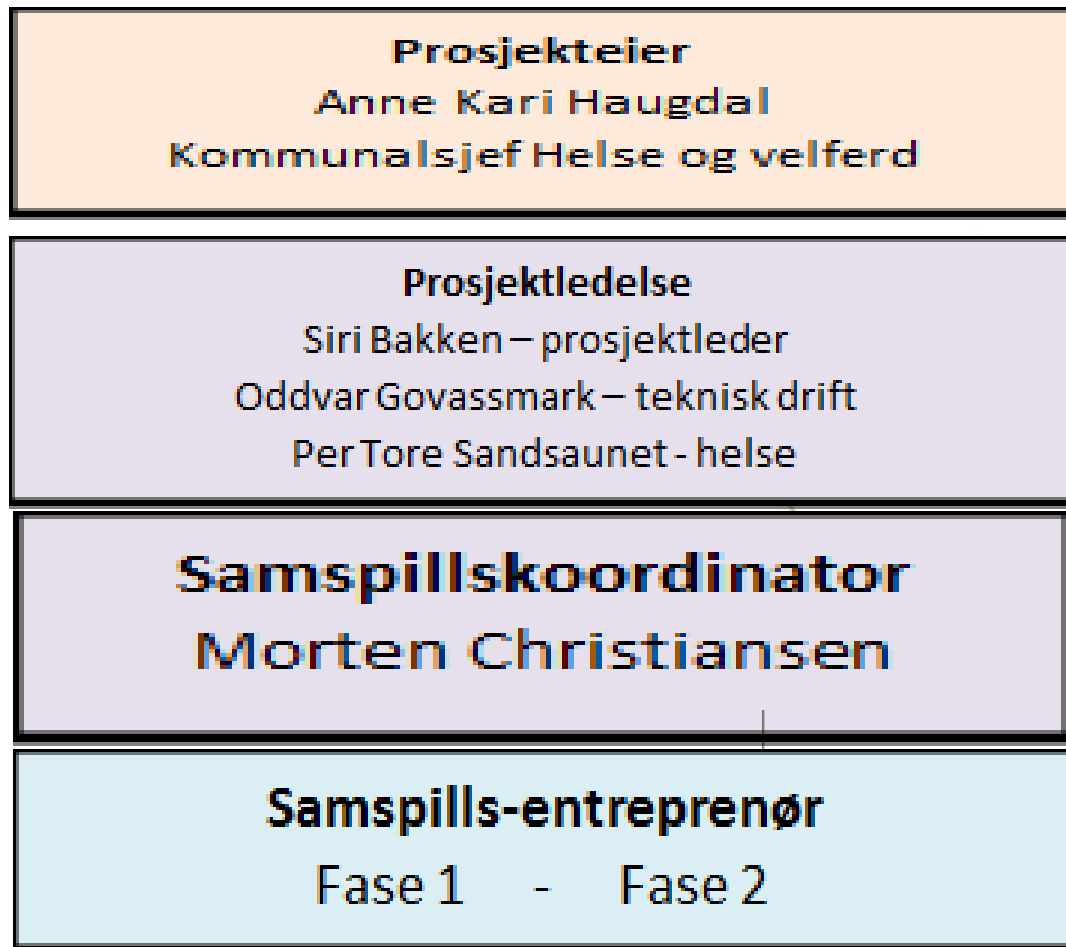 Prosjekteier
Anne Kari Haugdal
Kommunalsjef Helse og velferd
Prosjektledelse
Siri Bakken – prosjektleder
Oddvar Govassmark – teknisk drift
Per Tore Sandsaunet - helse
Samspillskoordinator
Morten Christiansen
Samspills-entreprenør
Fase 1 - Fase 2